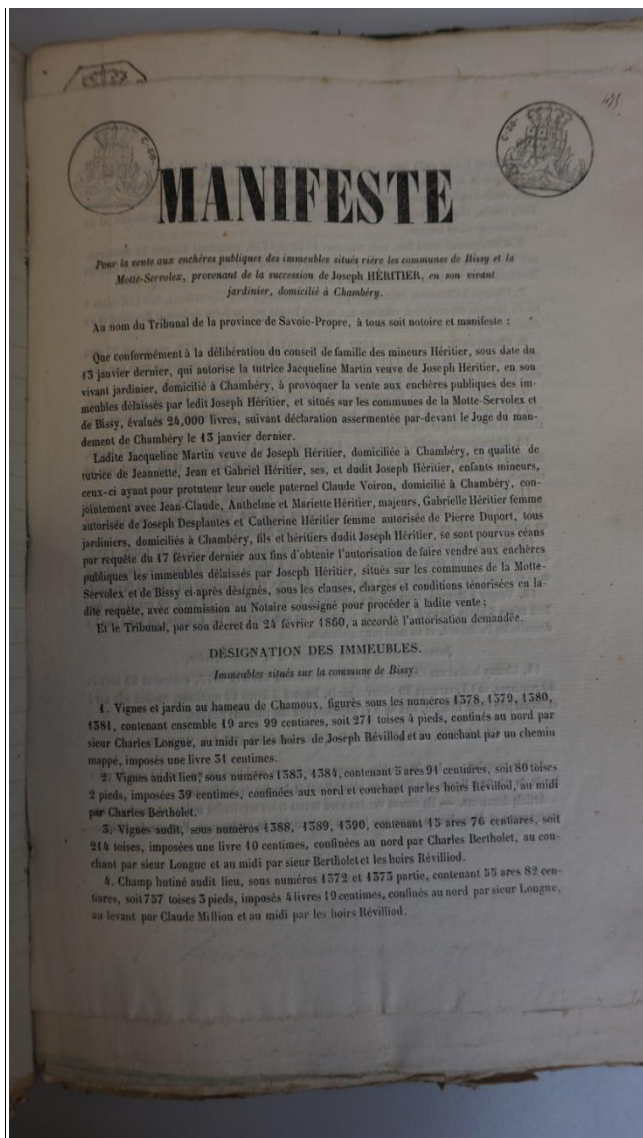 495
C-50-
C-50-
MANIFESTE
Pour la vente aux enchères publiques des immeubles situés rière les communes de Bissy et la
Motte-Servolex, provenant de la succession de Joseph HÉRITIER, en son vivant
jardinier, domicilié à Chambéry.
Au nom du Tribunal de la province de Savoie-Propre, à tous soit notoire et manifeste :
Que conformément à la délibération du conseil de famille des mineurs Héritier, sous date du
13 janvier dernier, qui autorise la tutrice Jacqueline Martin veuve de Joseph Héritier, en son
vivant jardinier, domicilié à Chambéry, à provoquer la vente aux enchères publiques des im-
meubles délaissés par ledit Joseph Héritier, et situés sur les communes de la Motte-Servolex et
de Bissy, évalués 24,000 livres, suivant déclaration assermentée par-devant le Juge du man-
dement de Chambéry le 13 janvier dernier.
Ladite Jacqueline Martin veuve de Joseph Héritier, domiciliée à Chambéry, en qualité de
tutrice de Jeannette, Jean et Gabriel Héritier, ses, et dudit Joseph Héritier, enfants mineurs,
ceux-ci ayant pour protuteur leur oncle paternel Claude Voiron, domicilié à Chambéry, con-
jointement avec Jean-Claude, Anthelme et Mariette Héritier, majeurs, Gabrielle Héritier femme
autorisée de Joseph Desplantes et Catherine Héritier femme autorisée de Pierre Duport, tous
jardiniers, domiciliés à Chambéry, fils et héritiers dudit Joseph Héritier, se sont pourvus céans
par requête du 17 février dernier aux fins d'obtenir l'autorisation de faire vendre aux enchères
publiques les immeubles délaissés par Joseph Héritier, situés sur les communes de la Motte-
Servolex et de Bissy ci-après désignés, sous les clauses, charges et conditions ténorisées en la-
dite requête, avec commission au Notaire soussigné pour procéder à ladite vente ;
Et le Tribunal, par son décret du 24 février 1860, a accordé l'autorisation demandée.
DÉSIGNATION DES IMMEUBLES.
Immeubles situés sur la commune de Bissy.
1. Vignes et jardin au hameau de Chamoux, figurés sous les numéros 1378, 1379, 1380,
1381, contenant ensemble 19 ares 99 centiares, soit 271 toises 4 pieds, confinés au nord par
sieur Charles Longue, au midi par les hoirs de Joseph Révillod et au couchant par un chemin
mappé, imposés une livre 31 centimes.
2. Vignes audit lieu, sous numéros 1383, 1384, contenant 5 ares 91 centiares, soit 80 toises
2 pieds, imposées 39 centimes, confinées aux nord et couchant par les hoirs Révillod, au midi
par Charles Bertholet.
3. Vignes audit, sous numéros 1388, 1389, 1390, contenant 15 ares 76 centiares, soit
214 toises, imposées une livre 10 centimes, confinées au nord par Charles Bertholet, au cou-
chant par sieur Longue et au midi par sieur Bertholet et les hoirs Révilliod.
4. Champ hutiné audit lieu, sous numéros 1372 et 1373 partie, contenant 55 ares 82 cen-
tiares, soit 757 toises 3 pieds, imposés 4 livres 19 centimes, confinés au nord par sieur Longue,
au levant par Claude Million et au midi par les hoirs Révilliod.